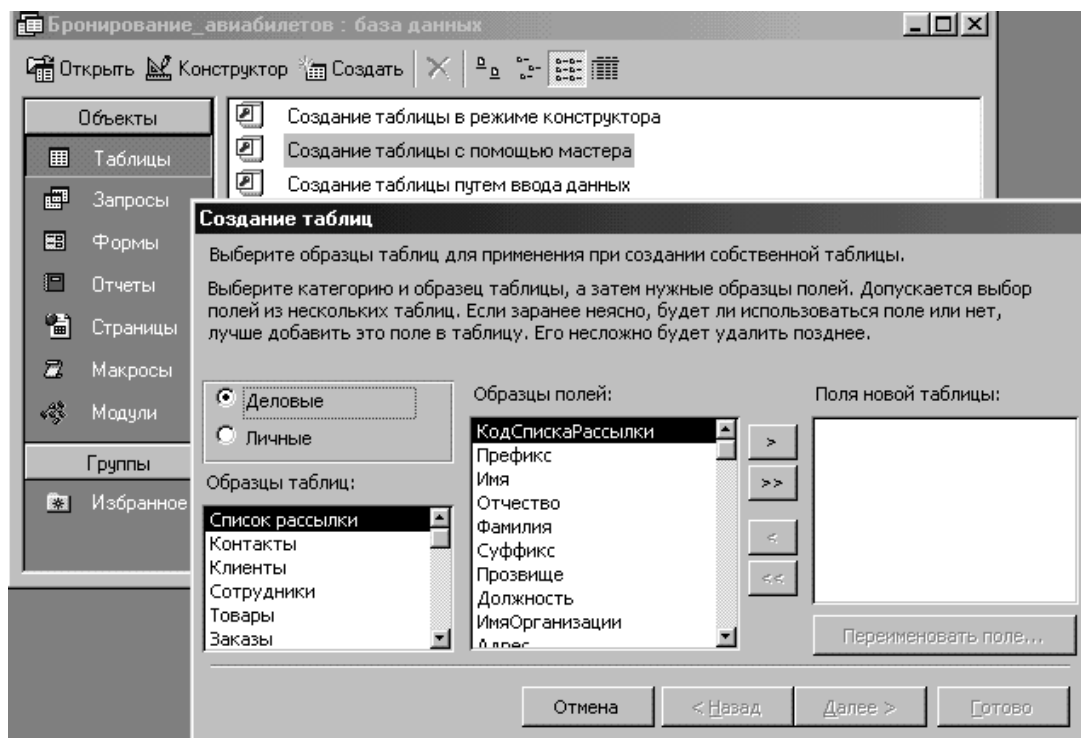 Бронирование_авиабилетов : база данных
Открыть Конструктор Создать
Объекты
Таблицы
Запросы
Формы
Отчеты
Страницы
Макросы
Модули
Группы
Избранное
Создание таблицы в режиме конструктора
Создание таблицы с помощью мастера
Создание таблицы путем ввода данных
Создание таблиц
Выберите образцы таблиц для применения при создании собственной таблицы.
Выберите категорию и образец таблицы, а затем нужные образцы полей. Допускается выбор
полей из нескольких таблиц. Если заранее неясно, будет ли использоваться поле или нет,
лучше добавить это поле в таблицу. Его несложно будет удалить позднее.
Деловые
Личные
Образцы таблиц:
Список рассылки
Контакты
Клиенты
Сотрудники
Товары
Заказы
Образцы полей:
КодСпискаРассылки
Префикс
Имя
Отчество
Фамилия
Суффикс
Прозвище
Должность
ИмяОрганизации
Адрес
>
>>
<
<<
Поля новой таблицы:
Переименовать поле...
Отмена
< Назад
Далее >
Готово